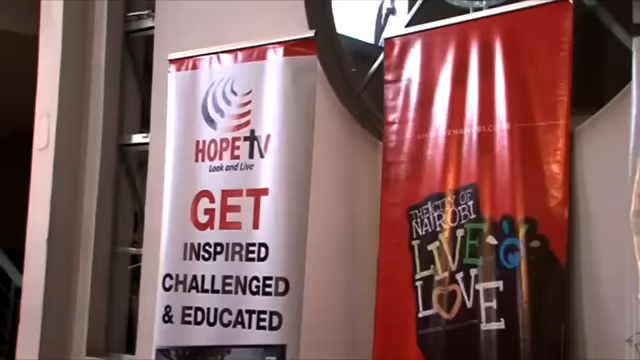 HOPE tv
Look and Live
GET
INSPIRED
CHALLENGED
& EDUCATED
THE CITY OF
NAIROBI
LIVE
LOVE